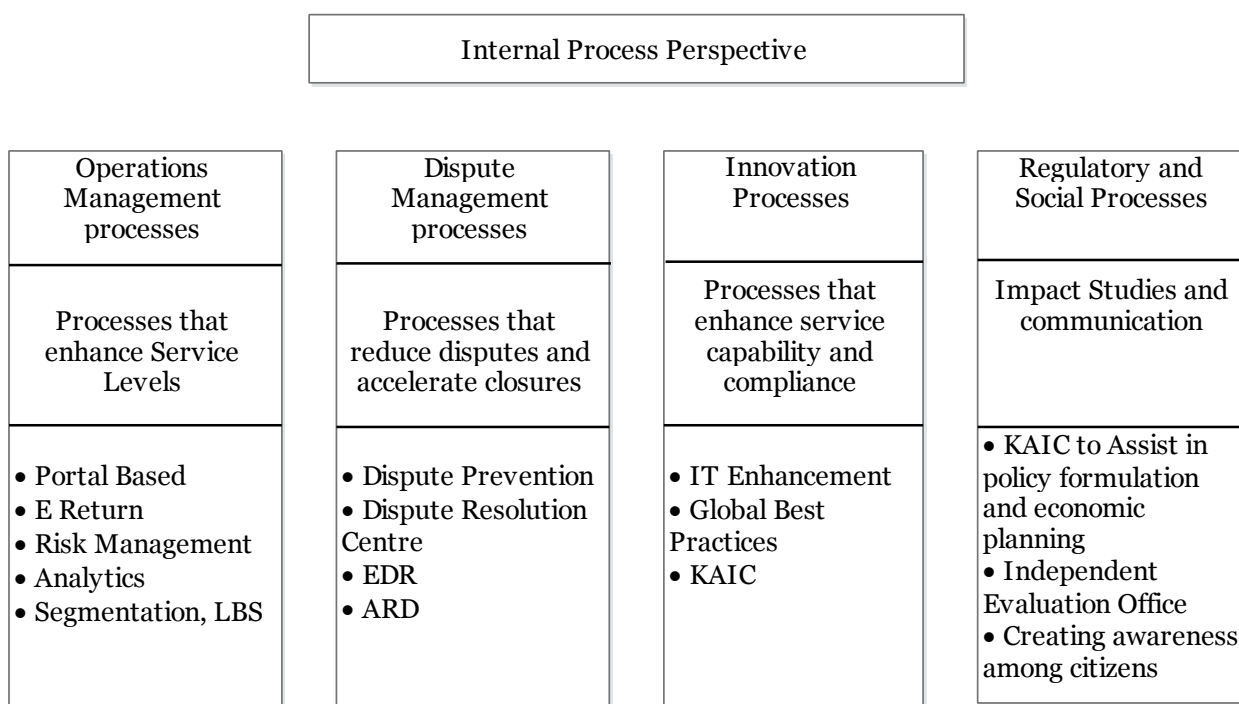 Internal Process Perspective
Operations
Management
processes
Processes that
enhance Service
Levels
• Portal Based
• E Return
• Risk Management
• Analytics
• Segmentation, LBS
Dispute
Management
processes
Processes that
reduce disputes and
accelerate closures
• Dispute Prevention
• Dispute Resolution
Centre
• EDR
• ARD
Innovation
Processes
Processes that
enhance service
capability and
compliance
• IT Enhancement
• Global Best
Practices
• KAIC
Regulatory and
Social Processes
Impact Studies and
communication
• KAIC to Assist in
policy formulation
and economic
planning
• Independent
Evaluation Office
• Creating awareness
among citizens